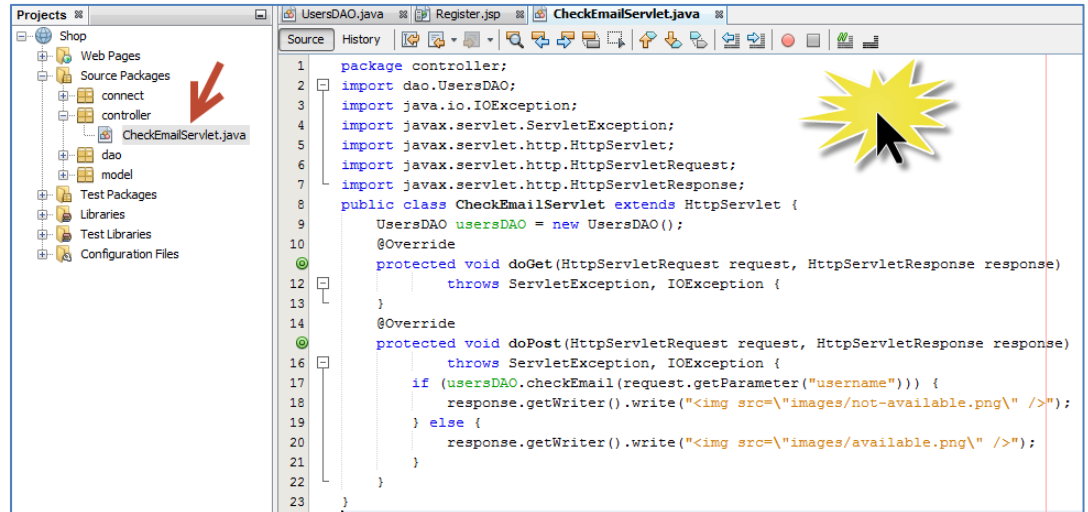 Projects
Shop
Web Pages
Source Packages
connect
controller
CheckEmailServlet.java
dao
model
Test Packages
Libraries
Test Libraries
Configuration Files
UsersDAO.java Register.jsp CheckEmailServlet.java
Source History
1 package controller;
2 import dao.UsersDAO;
3 import java.io.IOException;
4 import javax.servlet.ServletException;
5 import javax.servlet.http.HttpServlet;
6 import javax.servlet.http.HttpServletRequest;
7 import javax.servlet.http.HttpServletResponse;
8 public class CheckEmailServlet extends HttpServlet {
9 UsersDAO usersDAO = new UsersDAO();
10 @Override
protected void doGet(HttpServletRequest request, HttpServletResponse response)
12 throws ServletException, IOException {
13 }
14 @Override
protected void doPost(HttpServletRequest request, HttpServletResponse response)
16 throws ServletException, IOException {
17 if (usersDAO.checkEmail(request.getParameter("username"))) {
18 response.getWriter().write("<img src=\"images/not-available.png\" />");
19 } else {
20 response.getWriter().write("<img src=\"images/available.png\" />");
21 }
22 }
23 }